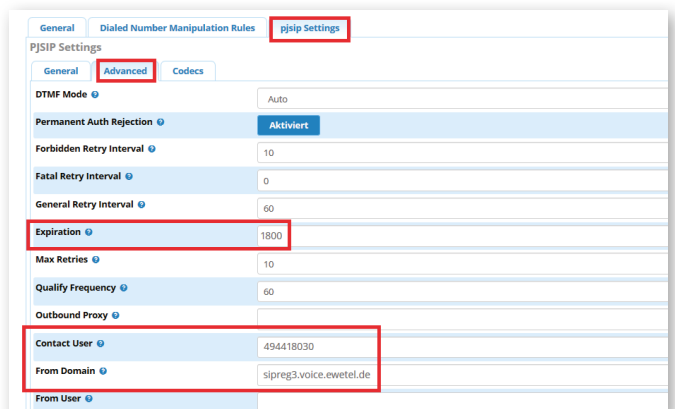 General Dialed Number Manipulation Rules pjsip Settings
PJSIP Settings
General Advanced Codecs
DTMF Mode Auto
Permanent Auth Rejection Aktiviert
Forbidden Retry Interval 10
Fatal Retry Interval 0
General Retry Interval 60
Expiration 1800
Max Retries 10
Qualify Frequency 60
Outbound Proxy
Contact User 494418030
From Domain sipreg3.voice.ewetel.de
From User